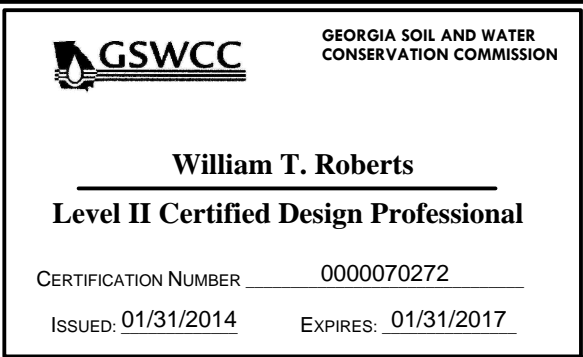 GSWCC
GEORGIA SOIL AND WATER
CONSERVATION COMMISSION
William T. Roberts
Level II Certified Design Professional
CERTIFICATION NUMBER 0000070272
ISSUED: 01/31/2014 EXPIRES: 01/31/2017